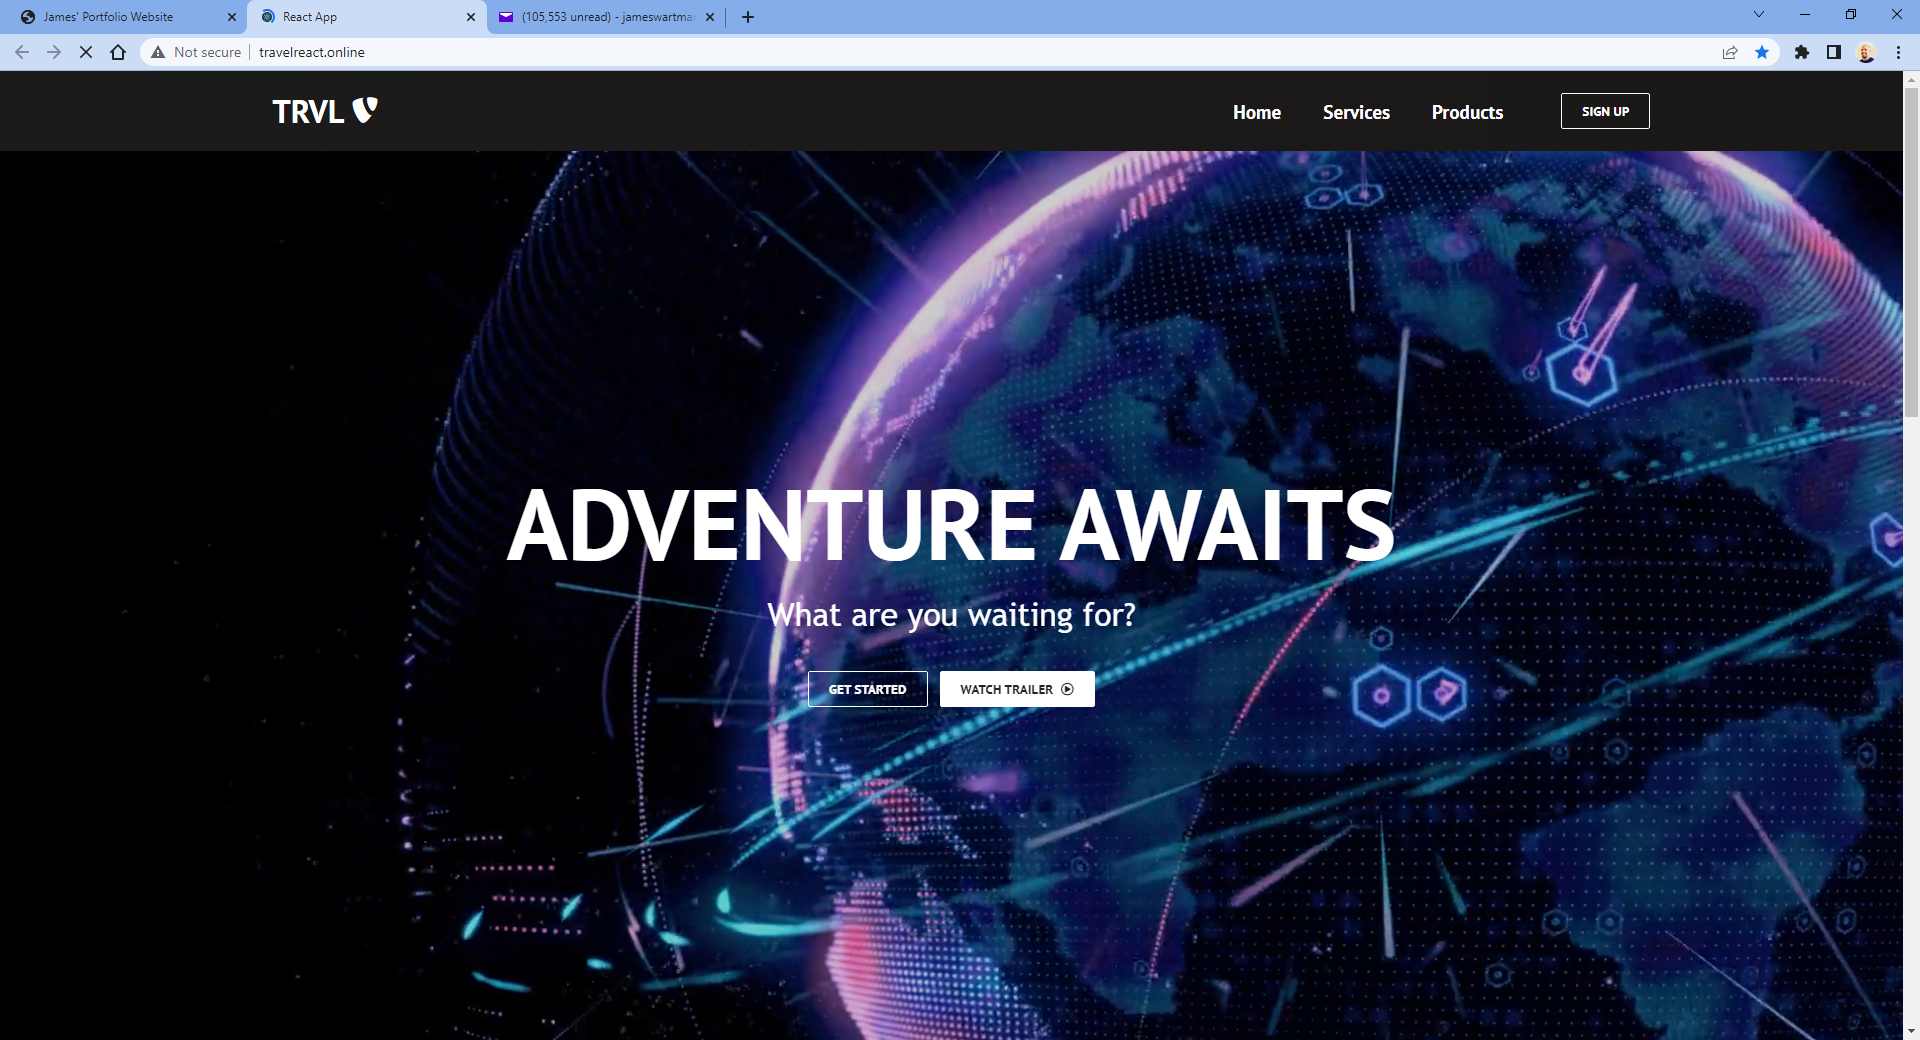 James' Portfolio Website
React App
(105,553 unread) - jameswartma
Not secure
travelreact.online
TRVL
Home
Services
Products
SIGN UP
ADVENTURE AWAITS
What are you waiting for?
GET STARTED
WATCH TRAILER